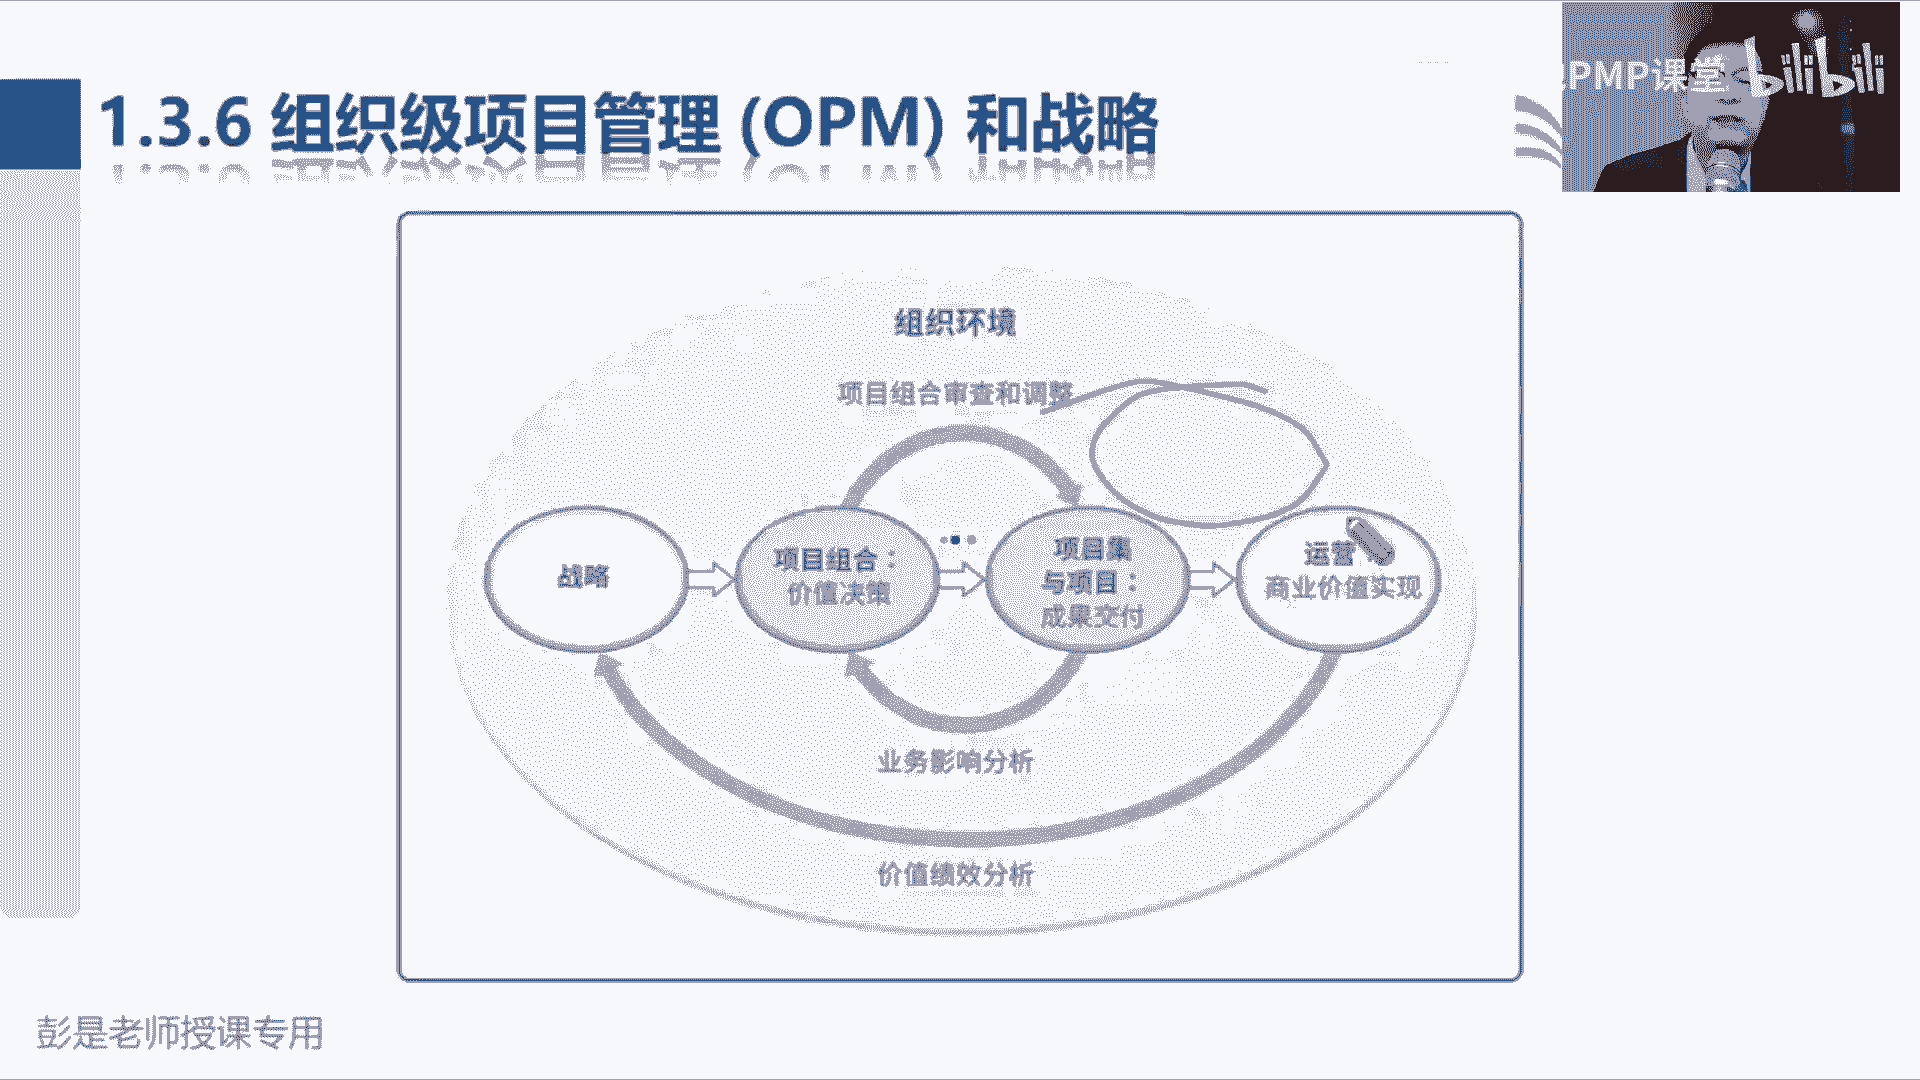 1.3.6 组织级项目管理 (OPM) 和战略
PMP课堂
bilibili
组织环境
项目组合审查和调整
战略
项目组合：
价值决策
项目集
与项目：
成果交付
运营
商业价值实现
业务影响分析
价值绩效分析
彭是老师授课专用